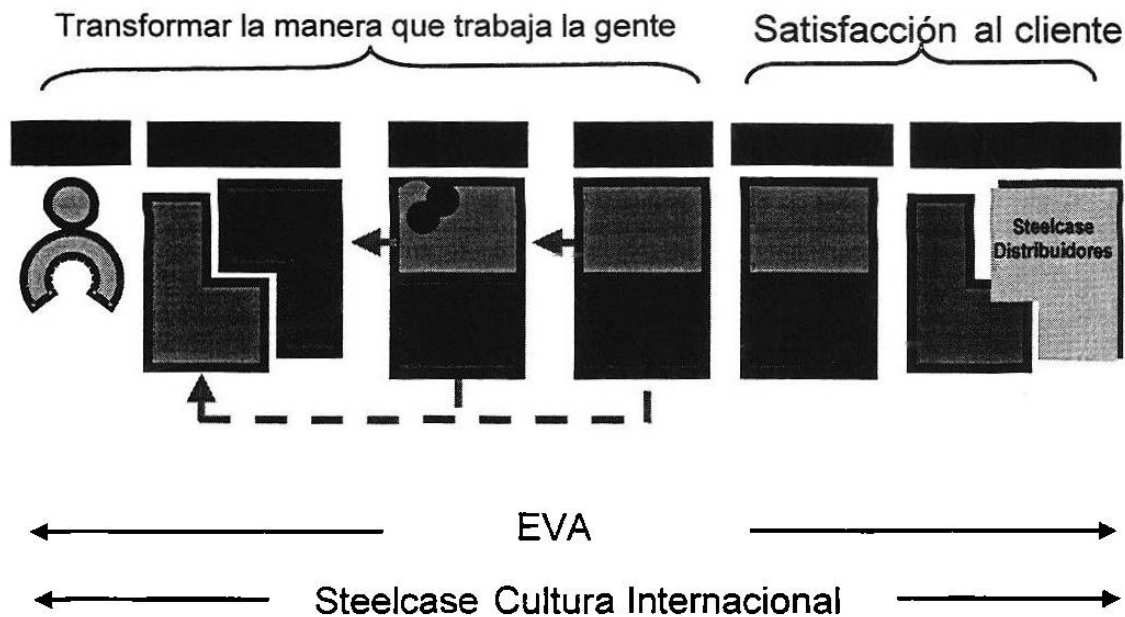 Transformar la manera que trabaja la gente
Satisfacción al cliente
Steelcase
Distribuidores
EVA
Steelcase Cultura Internacional